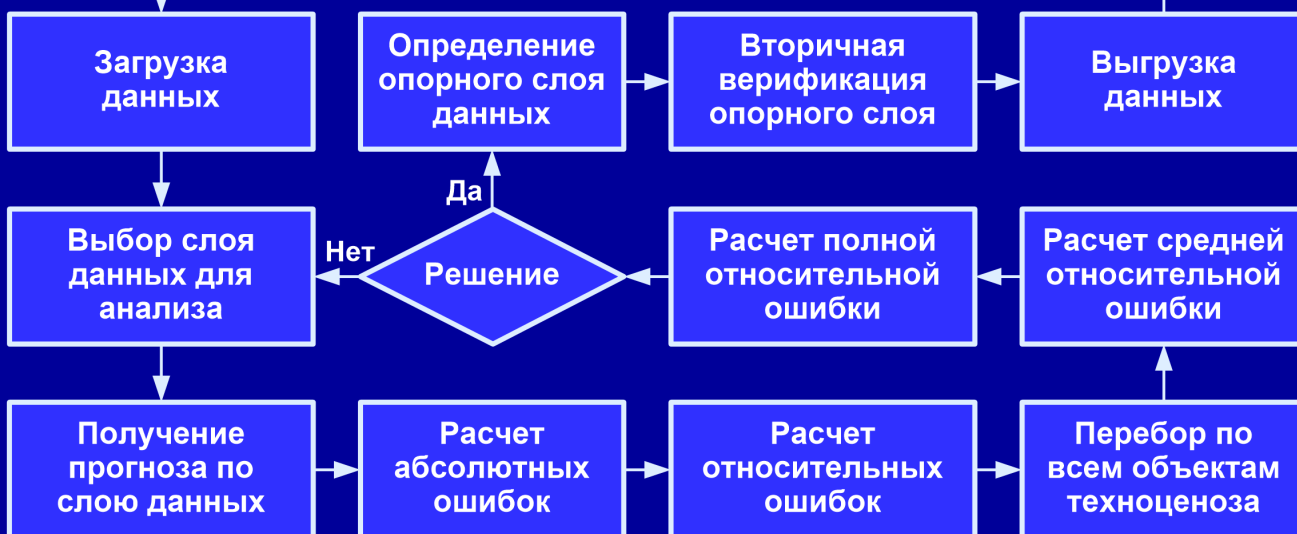 Загрузка
данных
Определение
опорного слоя
данных
Вторичная
верификация
опорного слоя
Выгрузка
данных
Да
Выбор слоя
данных для
анализа
Нет
Решение
Расчет полной
относительной
ошибки
Расчет средней
относительной
ошибки
Получение
прогноза по
слою данных
Расчет
абсолютных
ошибок
Расчет
относительных
ошибок
Перебор по
всем объектам
техноценоза